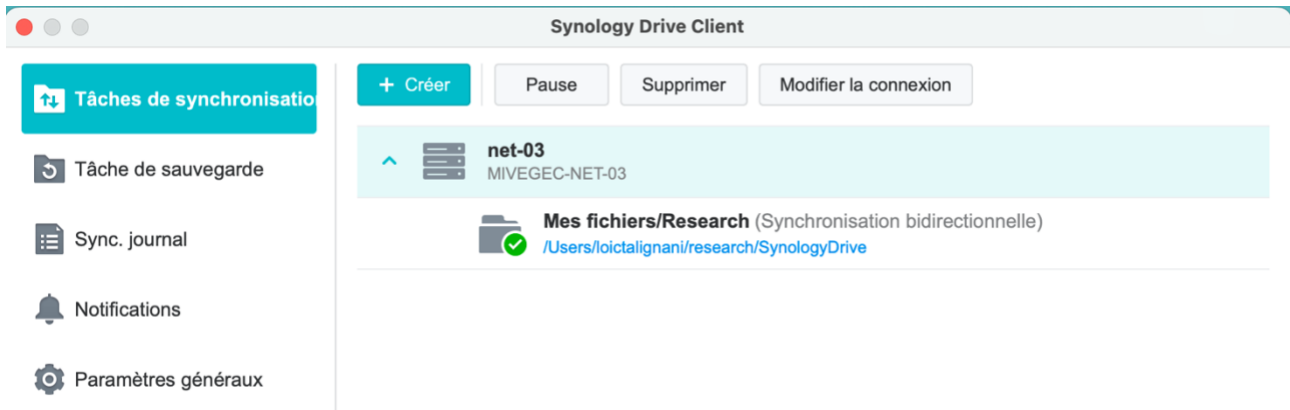 Synology Drive Client
Tâches de synchronisatio
Tâche de sauvegarde
Sync. journal
Notifications
Paramètres généraux
+ Créer
Pause
Supprimer
Modifier la connexion
net-03
MIVEGEC-NET-03
Mes fichiers/Research (Synchronisation bidirectionnelle)
/Users/loictalignani/research/SynologyDrive